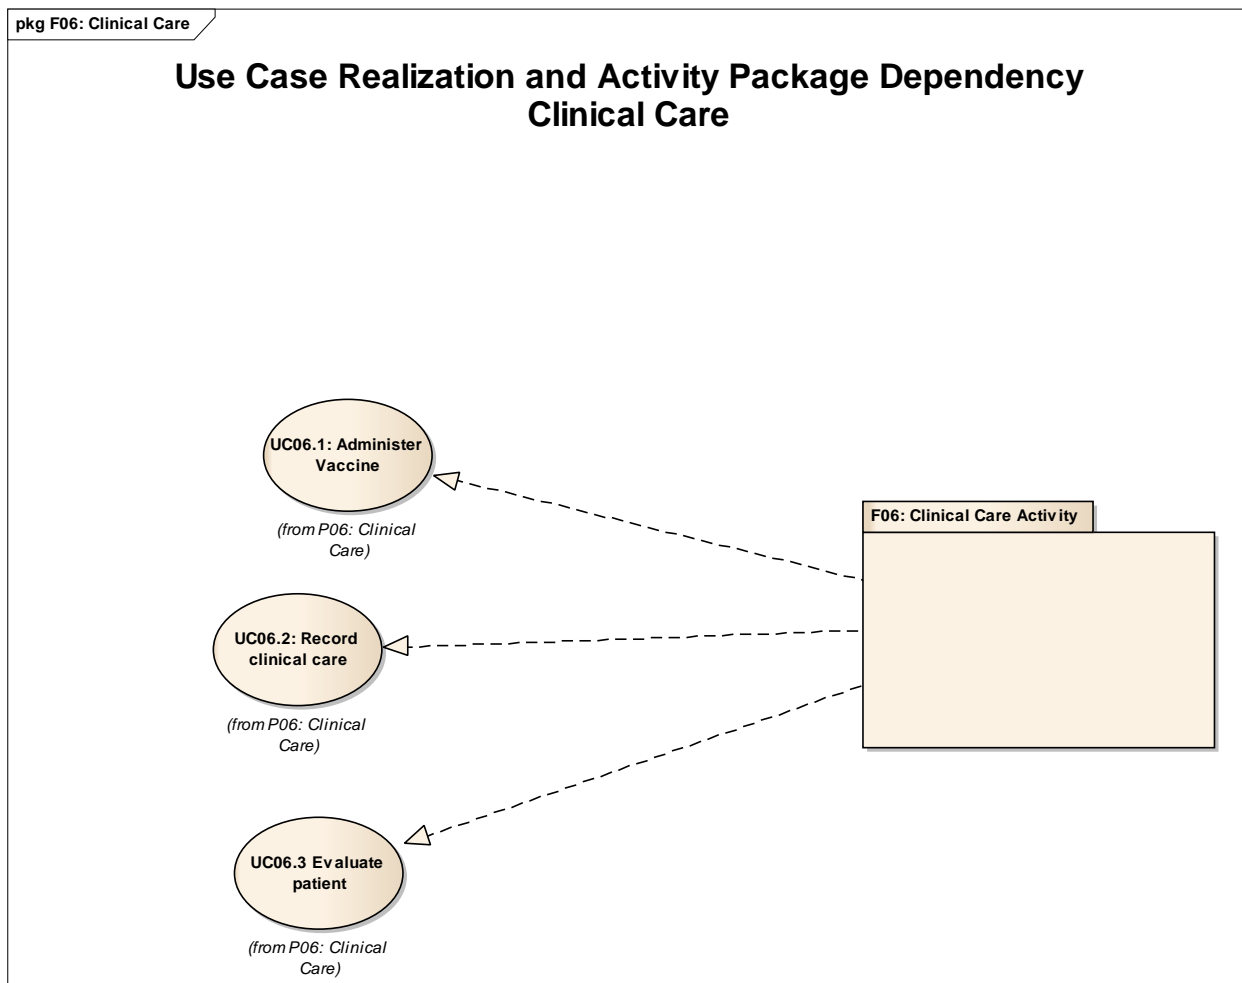 pkg F06: Clinical Care
Use Case Realization and Activity Package Dependency
Clinical Care
UC06.1: Administer
Vaccine
(from P06: Clinical
Care)
F06: Clinical Care Activity
UC06.2: Record
clinical care
(from P06: Clinical
Care)
UC06.3 Evaluate
patient
(from P06: Clinical
Care)